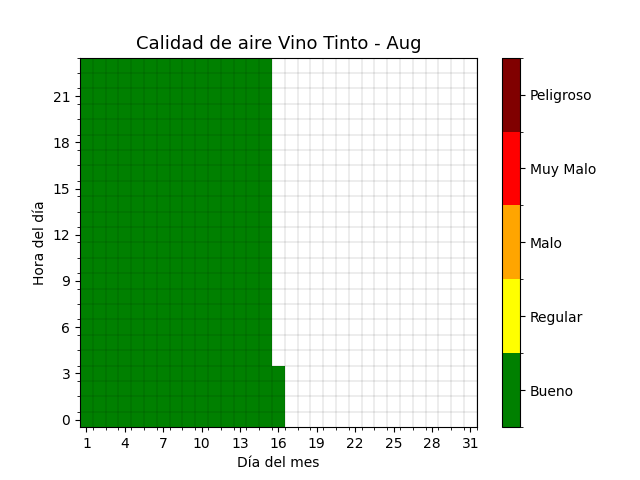 Calidad de aire Vino Tinto - Aug
Hora del día
21
18
15
12
9
6
3
0
1 4 7 10 13 16 19 22 25 28 31
Día del mes
Peligroso
Muy Malo
Malo
Regular
Bueno